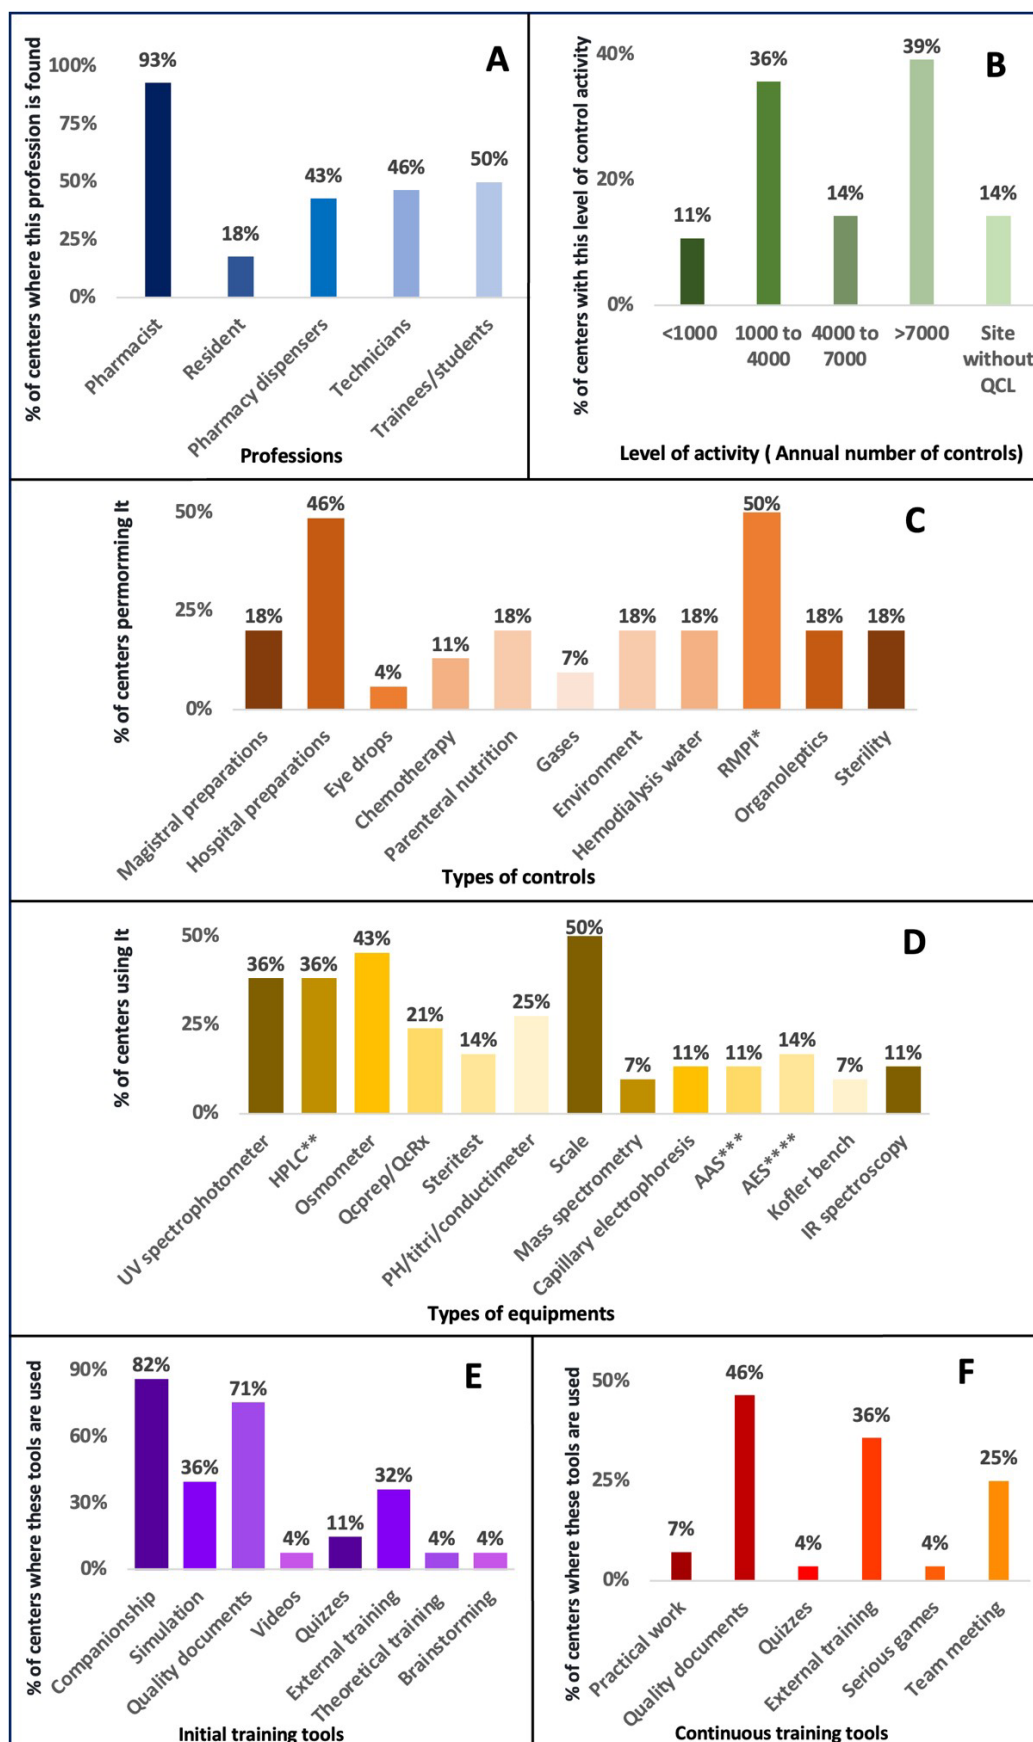 A
% of centers where this profession is found
100%
75%
50%
25%
0%
93%
18%
43%
46%
50%
Pharmacist
Resident
Pharmacy dispensers
Technicians
Trainees/students
Professions
B
% of centers with this level of control activity
40%
20%
0%
11%
36%
14%
39%
14%
<1000
1000 to
4000
4000 to
7000
>7000
Site
without
QCL
Level of activity ( Annual number of controls)
C
% of centers permorming It
50%
25%
0%
18%
46%
4%
11%
18%
7%
18%
18%
50%
18%
18%
Magistral preparations
Hospital preparations
Eye drops
Chemotherapy
Parenteral nutrition
Gases
Environment
Hemodialysis water
RMPI*
Organoleptics
Sterility
Types of controls
D
% of centers using It
50%
25%
0%
36%
36%
43%
21%
14%
25%
50%
7%
11%
11%
14%
7%
11%
UV spectrophotometer
HPLC**
Osmometer
Qcprep/QcRx
Steritest
PH/titri/conductimeter
Scale
Mass spectrometry
Capillary electrophoresis
AAS***
AES****
Kofler bench
IR spectroscopy
Types of equipments
E
% of centers where these tools are used
90%
60%
30%
0%
82%
36%
71%
4%
11%
32%
4%
4%
Companionship
Simulation
Quality documents
Videos
Quizzes
External training
Theoretical training
Brainstorming
Initial training tools
F
% of centers where these tools are used
50%
25%
0%
7%
46%
4%
36%
4%
25%
Practical work
Quality documents
Quizzes
External training
Serious games
Team meeting
Continuous training tools